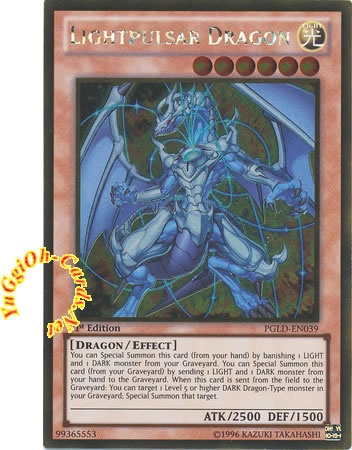 LIGHTPULSAR DRAGON
LIGHT
光
YuGgiOh-Cards.Net
1st Edition
PGLD-EN039
[DRAGON / EFFECT]
You can Special Summon this card (from your hand) by banishing 1 LIGHT
and 1 DARK monster from your Graveyard. You can Special Summon this
card (from your Graveyard) by sending 1 LIGHT and 1 DARK monster from
your hand to the Graveyard. When this card is sent from the field to the
Graveyard: You can target 1 Level 5 or higher DARK Dragon-Type monster in
your Graveyard; Special Summon that target.
ATK/2500 DEF/1500
99365553
©1996 KAZUKI TAKAHASHI